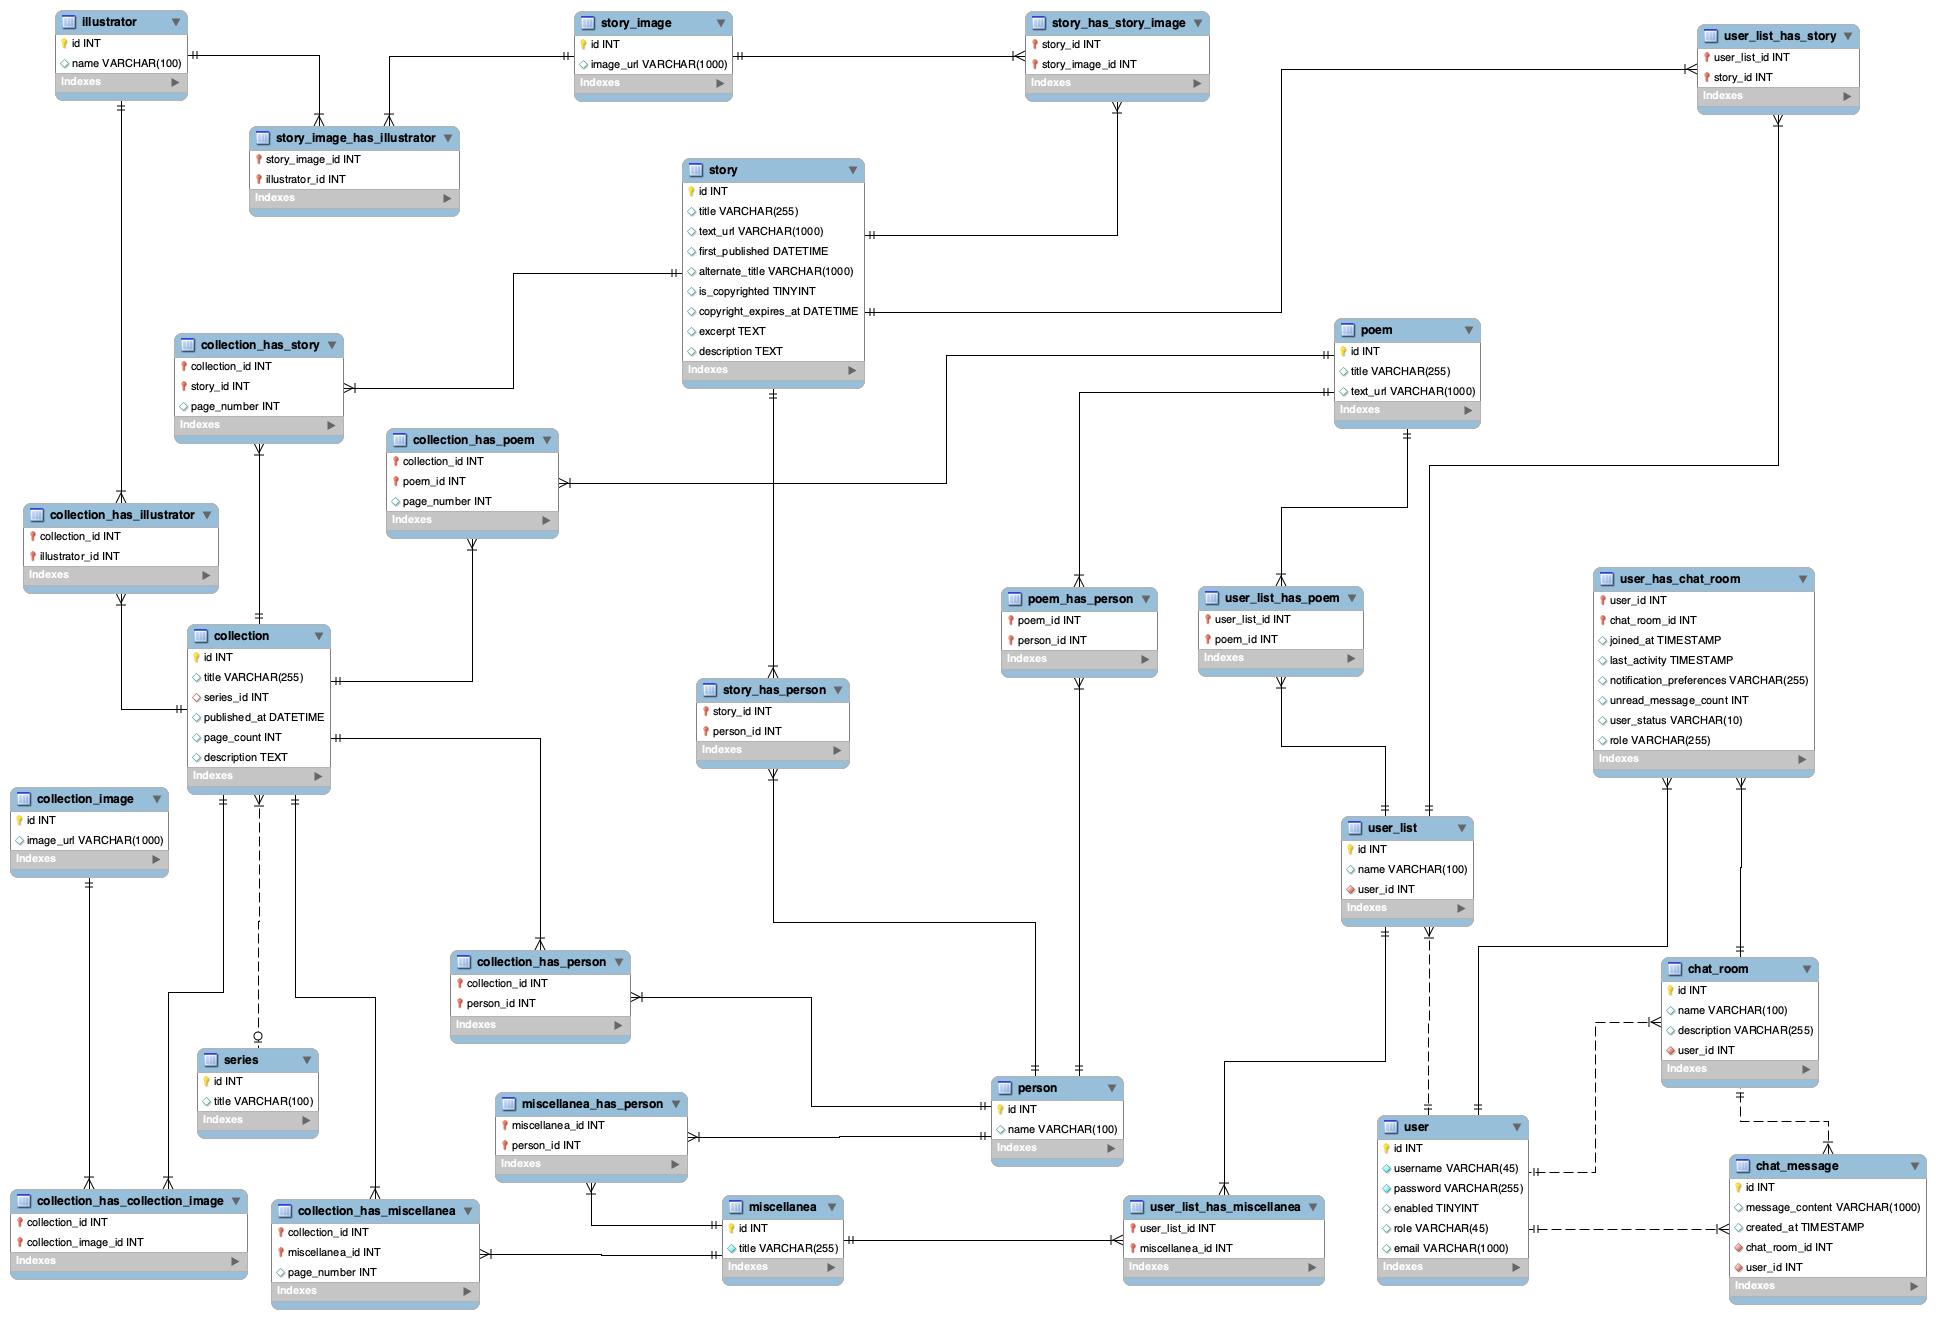 illustrator
id INT
name VARCHAR(100)
Indexes
story_image
id INT
image_url VARCHAR(1000)
Indexes
story_has_story_image
story_id INT
story_image_id INT
Indexes
user_list_has_story
user_list_id INT
story_id INT
Indexes
story_image_has_illustrator
story_image_id INT
illustrator_id INT
Indexes
story
id INT
title VARCHAR(255)
text_url VARCHAR(1000)
first_published DATETIME
alternate_title VARCHAR(1000)
is_copyrighted TINYINT
copyright_expires_at DATETIME
excerpt TEXT
description TEXT
Indexes
poem
id INT
title VARCHAR(255)
text_url VARCHAR(1000)
Indexes
collection_has_story
collection_id INT
story_id INT
page_number INT
Indexes
collection_has_poem
collection_id INT
poem_id INT
page_number INT
Indexes
collection_has_illustrator
collection_id INT
illustrator_id INT
Indexes
poem_has_person
poem_id INT
person_id INT
Indexes
user_list_has_poem
user_list_id INT
poem_id INT
Indexes
user_has_chat_room
user_id INT
chat_room_id INT
joined_at TIMESTAMP
last_activity TIMESTAMP
notification_preferences VARCHAR(255)
unread_message_count INT
user_status VARCHAR(10)
role VARCHAR(255)
Indexes
collection
id INT
title VARCHAR(255)
series_id INT
published_at DATETIME
page_count INT
description TEXT
Indexes
story_has_person
story_id INT
person_id INT
Indexes
collection_image
id INT
image_url VARCHAR(1000)
Indexes
user_list
id INT
name VARCHAR(100)
user_id INT
Indexes
collection_has_person
collection_id INT
person_id INT
Indexes
chat_room
id INT
name VARCHAR(100)
description VARCHAR(255)
user_id INT
Indexes
series
id INT
title VARCHAR(100)
Indexes
person
id INT
name VARCHAR(100)
Indexes
miscellanea_has_person
miscellanea_id INT
person_id INT
Indexes
user
id INT
username VARCHAR(45)
password VARCHAR(255)
enabled TINYINT
role VARCHAR(45)
email VARCHAR(1000)
Indexes
chat_message
id INT
message_content VARCHAR(1000)
created_at TIMESTAMP
chat_room_id INT
user_id INT
Indexes
collection_has_collection_image
collection_id INT
collection_image_id INT
Indexes
collection_has_miscellanea
collection_id INT
miscellanea_id INT
page_number INT
Indexes
miscellanea
id INT
title VARCHAR(255)
Indexes
user_list_has_miscellanea
user_list_id INT
miscellanea_id INT
Indexes